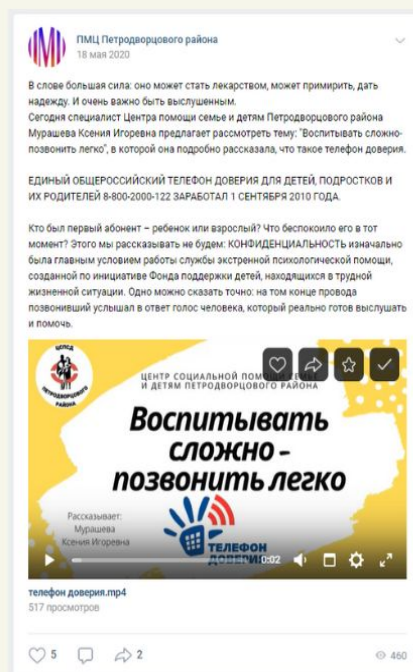 ПМЦ Петродворцового района
18 мая 2020
В слове большая сила: оно может стать лекарством, может примирить, дать
надежду. И очень важно быть выслушенным.
Сегодня специалист Центра помощи семье и детям Петродворцового района
Мурашева Ксения Игоревна предлагает рассмотреть тему: "Воспитывать сложно-
позвонить легко", в которой она подробно рассказала, что такое телефон доверия.
ЕДИНЫЙ ОБЩЕРОССИЙСКИЙ ТЕЛЕФОН ДОВЕРИЯ ДЛЯ ДЕТЕЙ, ПОДРОСТКОВ И
ИХ РОДИТЕЛЕЙ 8-800-2000-122 ЗАРАБОТАЛ 1 СЕНТЯБРЯ 2010 ГОДА.
Кто был первый абонент – ребенок или взрослый? Что беспокоило его в тот
момент? Этого мы рассказывать не будем: КОНФИДЕНЦИАЛЬНОСТЬ изначально
была главным условием работы службы экстренной психологической помощи,
созданной по инициативе Фонда поддержки детей, находящихся в трудной
жизненной ситуации. Одно можно сказать точно: на том конце провода
позвонивший услышал в ответ голос человека, который реально готов выслушать
и помочь.
ЦСПСД
ПЕТРОДВОРЦОВОГО
РАЙОНА
ЦЕНТР СОЦИАЛЬНОЙ ПОМОЩИ СЕМЬЕ
И ДЕТЯМ ПЕТРОДВОРЦОВОГО РАЙОНА
Воспитывать
сложно -
позвонить легко
Рассказывает:
Мурашева
Ксения Игоревна
ТЕЛЕФОН
ДОВЕРИЯ
0:02
телефон доверия.mp4
517 просмотров
5
2
460